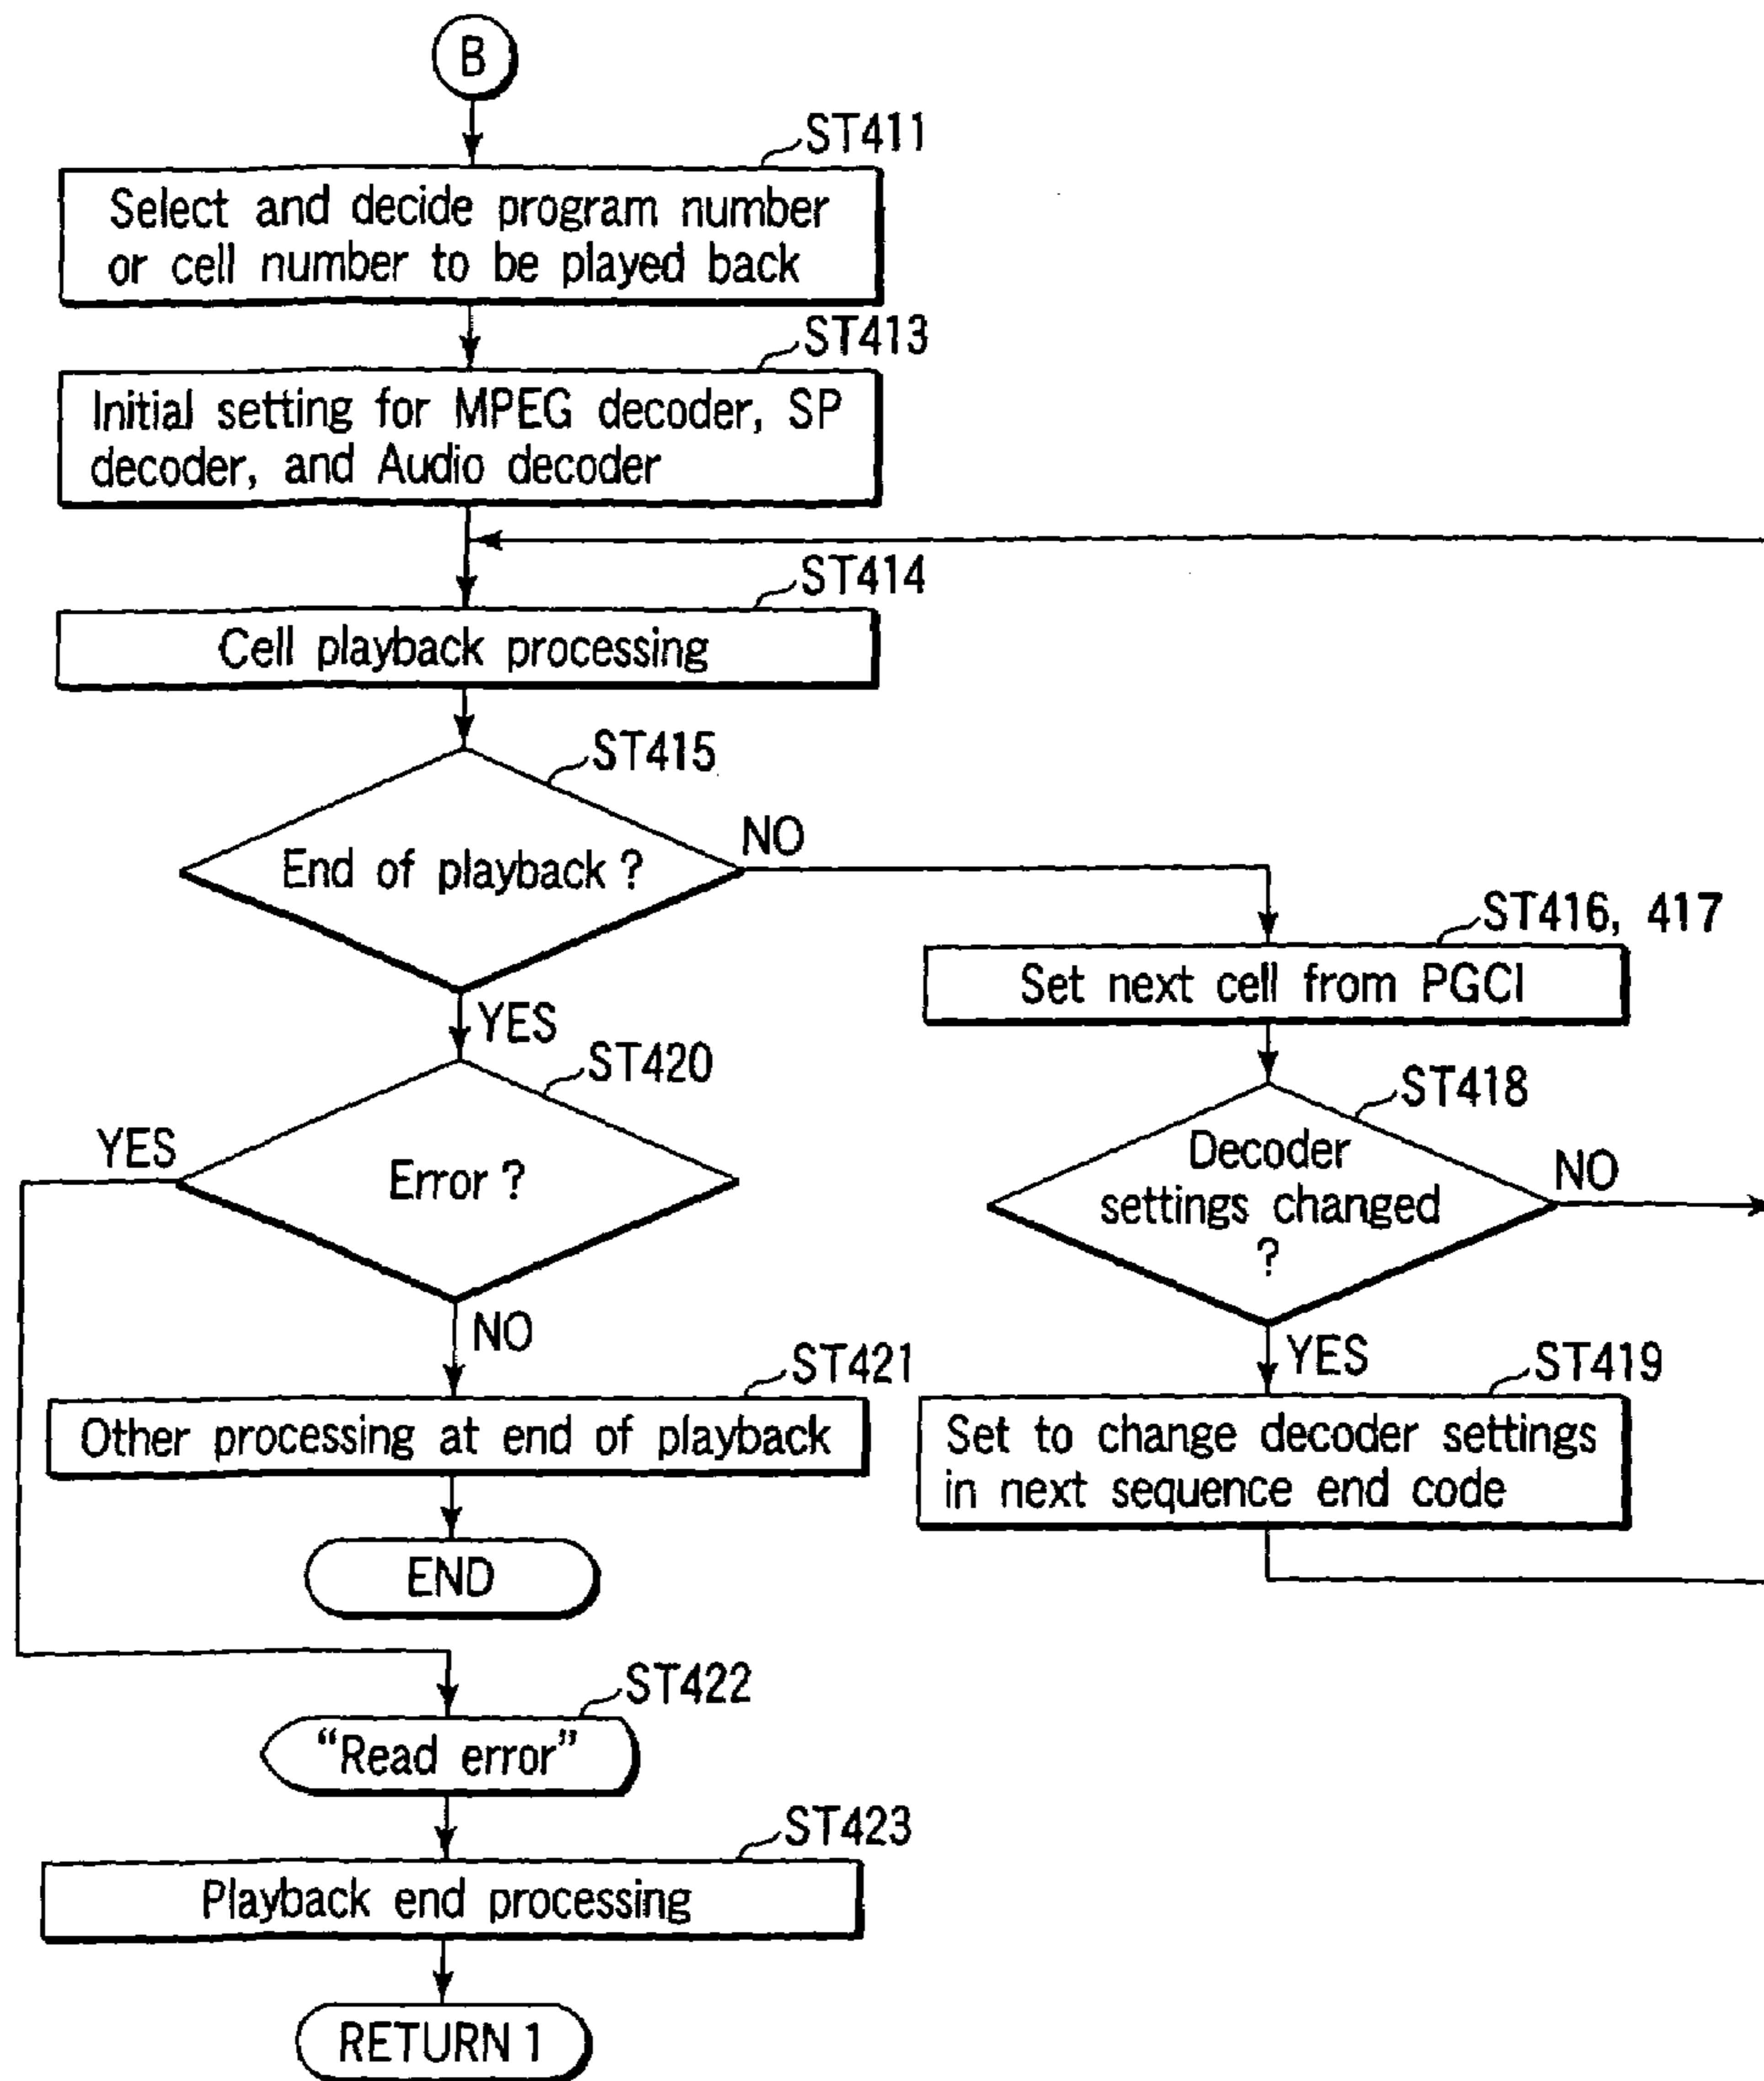 B
ST411
Select and decide program number
or cell number to be played back
ST413
Initial setting for MPEG decoder, SP
decoder, and Audio decoder
ST414
Cell playback processing
ST415
End of playback ?
NO
YES
ST416, 417
Set next cell from PGCI
ST418
Decoder
settings changed
?
NO
YES
ST419
Set to change decoder settings
in next sequence end code
ST420
Error ?
YES
NO
ST421
Other processing at end of playback
END
ST422
“Read error”
ST423
Playback end processing
RETURN 1